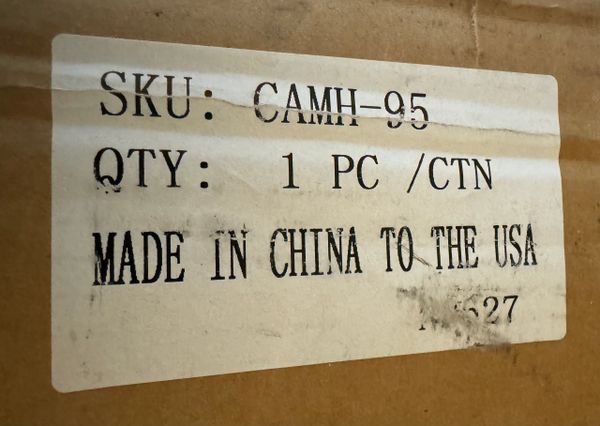 SKU: CAMH-95
QTY: 1 PC /CTN
MADE IN CHINA TO THE USA